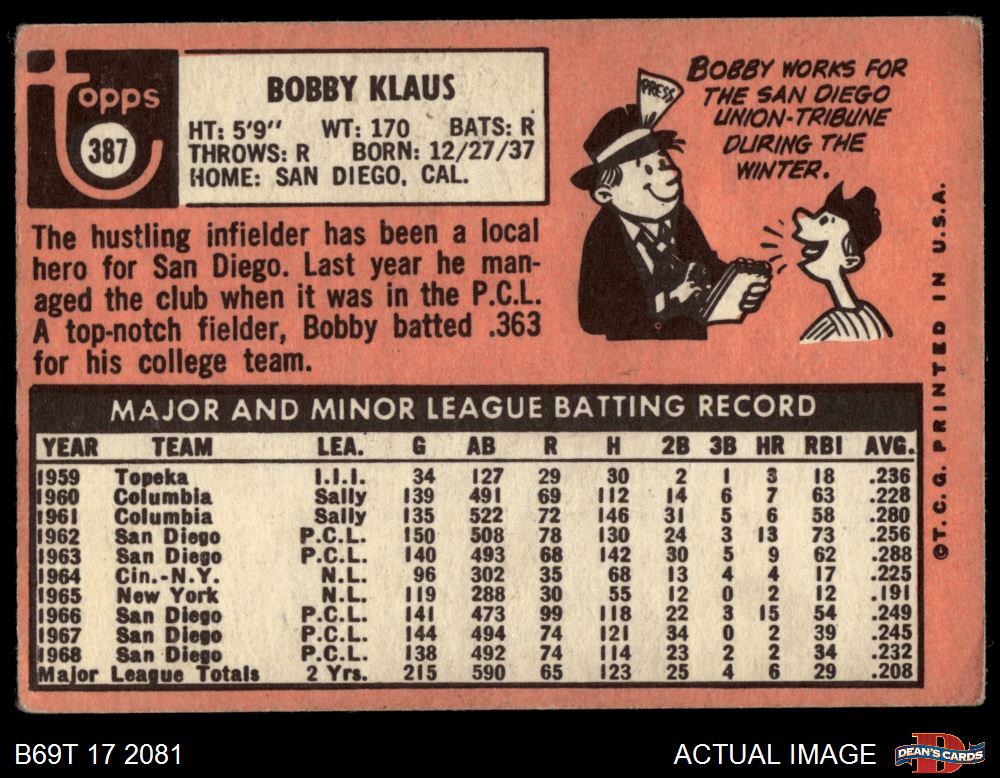 Topps
387
BOBBY KLAUS
HT: 5'9" WT: 170 BATS: R
THROWS: R BORN: 12/27/37
HOME: SAN DIEGO, CAL.
PRESS
BOBBY WORKS FOR
THE SAN DIEGO
UNION-TRIBUNE
DURING THE
WINTER.
The hustling infielder has been a local
hero for San Diego. Last year he man-
aged the club when it was in the P.C.L.
A top-notch fielder, Bobby batted .363
for his college team.
MAJOR AND MINOR LEAGUE BATTING RECORD
YEAR TEAM LEA. G AB R H 2B 3B HR RBI AVG.
1959 Topeka I.I.I. 34 127 29 30 2 1 3 18 .236
1960 Columbia Sally 139 491 69 112 14 6 7 63 .228
1961 Columbia Sally 135 522 72 146 31 5 6 58 .280
1962 San Diego P.C.L. 150 508 78 130 24 3 13 73 .256
1963 San Diego P.C.L. 140 493 68 142 30 5 9 62 .288
1964 Cin.-N.Y. N.L. 96 302 35 68 13 4 4 17 .225
1965 New York N.L. 119 288 30 55 12 0 2 12 .191
1966 San Diego P.C.L. 141 473 99 118 22 3 15 54 .249
1967 San Diego P.C.L. 144 494 74 121 34 0 2 39 .245
1968 San Diego P.C.L. 138 492 74 114 23 2 2 34 .232
Major League Totals 2 Yrs. 215 590 65 123 25 4 6 29 .208
©T.C.G. PRINTED IN U.S.A.
B69T 17 2081
ACTUAL IMAGE
DEAN'S CARDS